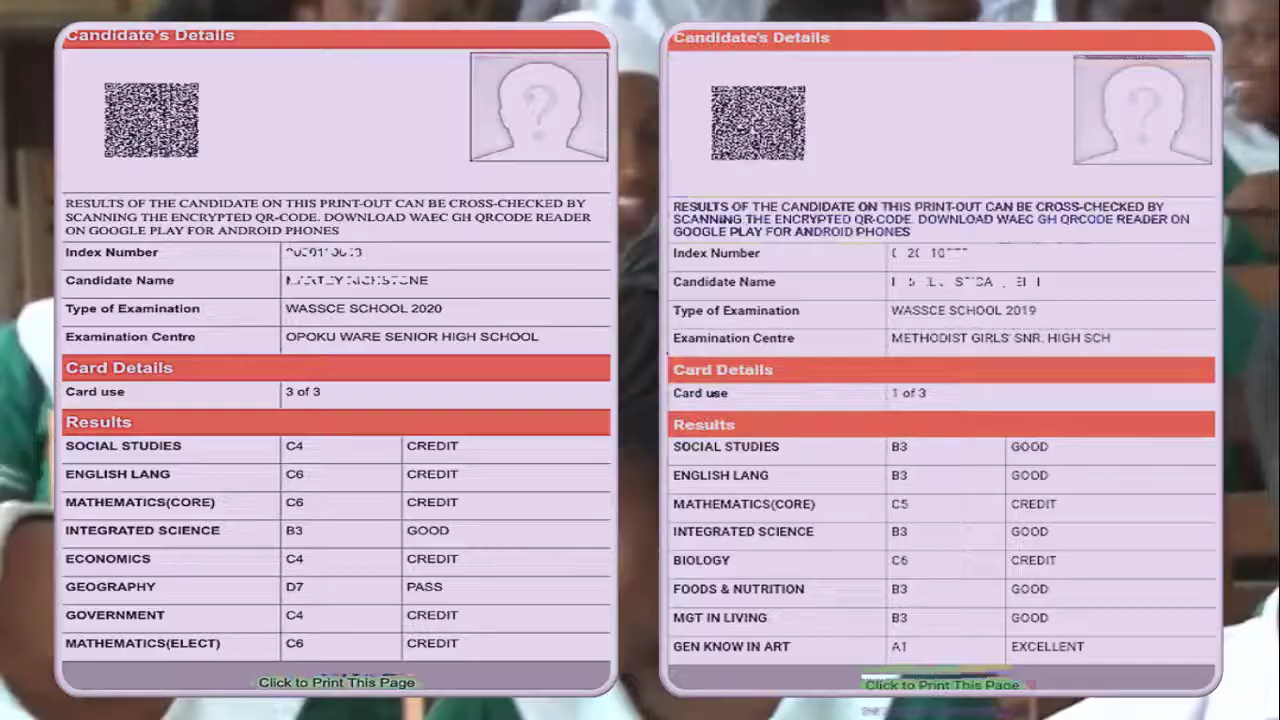 Candidate's Details
RESULTS OF THE CANDIDATE ON THIS PRINT-OUT CAN BE CROSS-CHECKED BY
SCANNING THE ENCRYPTED QR-CODE. DOWNLOAD WAEC GH QRCODE READER
ON GOOGLE PLAY FOR ANDROID PHONES
Index Number
Candidate Name
Type of Examination WASSCE SCHOOL 2020
Examination Centre OPOKU WARE SENIOR HIGH SCHOOL
Card Details
Card use 3 of 3
Results
SOCIAL STUDIES C4 CREDIT
ENGLISH LANG C6 CREDIT
MATHEMATICS(CORE) C6 CREDIT
INTEGRATED SCIENCE B3 GOOD
ECONOMICS C4 CREDIT
GEOGRAPHY D7 PASS
GOVERNMENT C4 CREDIT
MATHEMATICS(ELECT) C6 CREDIT
Click to Print This Page
Candidate's Details
RESULTS OF THE CANDIDATE ON THIS PRINT-OUT CAN BE CROSS-CHECKED BY
SCANNING THE ENCRYPTED QR-CODE. DOWNLOAD WAEC GH QRCODE READER ON
GOOGLE PLAY FOR ANDROID PHONES
Index Number
Candidate Name
Type of Examination WASSCE SCHOOL 2019
Examination Centre METHODIST GIRLS' SNR. HIGH SCH
Card Details
Card use 1 of 3
Results
SOCIAL STUDIES B3 GOOD
ENGLISH LANG B3 GOOD
MATHEMATICS(CORE) C5 CREDIT
INTEGRATED SCIENCE B3 GOOD
BIOLOGY C6 CREDIT
FOODS & NUTRITION B3 GOOD
MGT IN LIVING B3 GOOD
GEN KNOW IN ART A1 EXCELLENT
Click to Print This Page